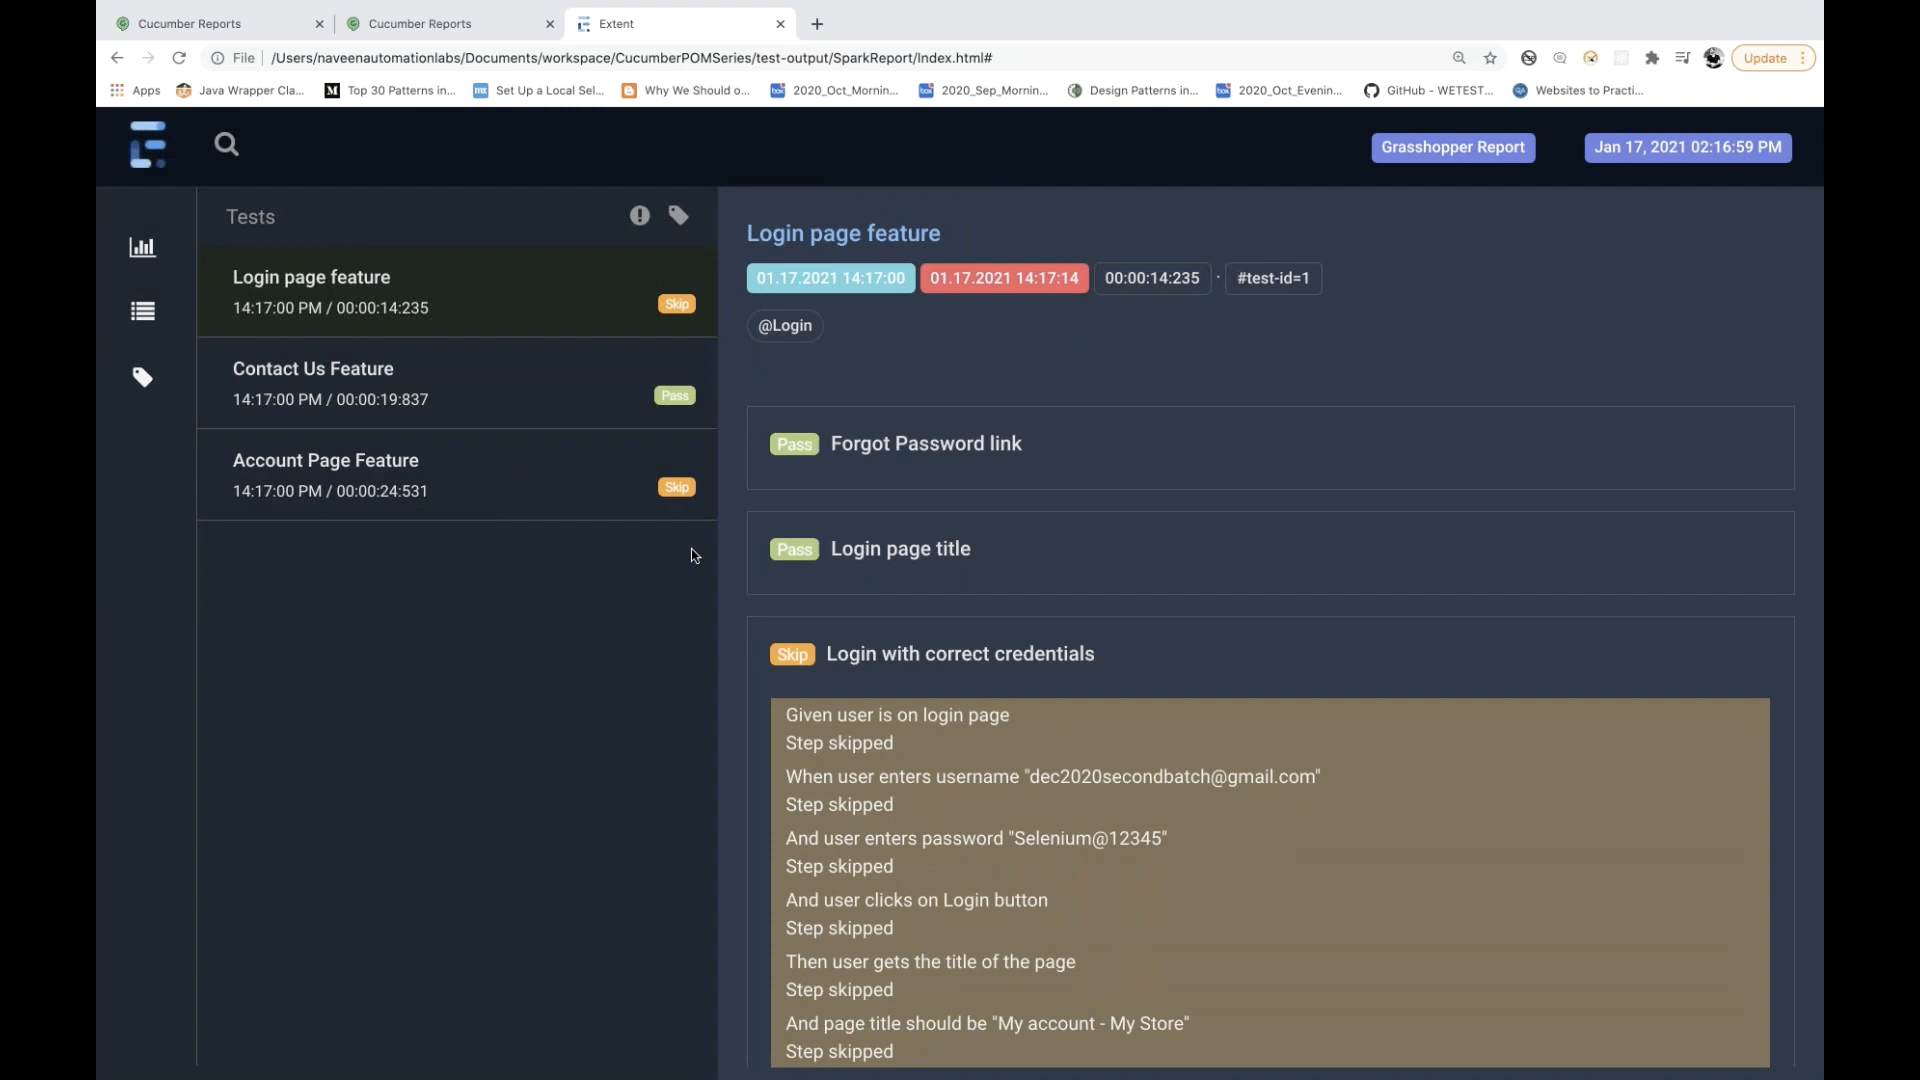 Cucumber Reports
Cucumber Reports
Extent
File /Users/naveenautomationlabs/Documents/workspace/CucumberPOMSeries/test-output/SparkReport/Index.html#
Update
Apps Java Wrapper Cla... Top 30 Patterns in... Set Up a Local Sel... Why We Should o... 2020_Oct_Mornin... 2020_Sep_Mornin... Design Patterns in... 2020_Oct_Evenin... GitHub - WETEST... Websites to Practi...
Grasshopper Report Jan 17, 2021 02:16:59 PM
Tests
Login page feature
14:17:00 PM / 00:00:14:235
Skip
Contact Us Feature
14:17:00 PM / 00:00:19:837
Pass
Account Page Feature
14:17:00 PM / 00:00:24:531
Skip
Login page feature
01.17.2021 14:17:00 01.17.2021 14:17:14 00:00:14:235 · #test-id=1
@Login
Pass Forgot Password link
Pass Login page title
Skip Login with correct credentials
Given user is on login page
Step skipped
When user enters username "dec2020secondbatch@gmail.com"
Step skipped
And user enters password "Selenium@12345"
Step skipped
And user clicks on Login button
Step skipped
Then user gets the title of the page
Step skipped
And page title should be "My account - My Store"
Step skipped